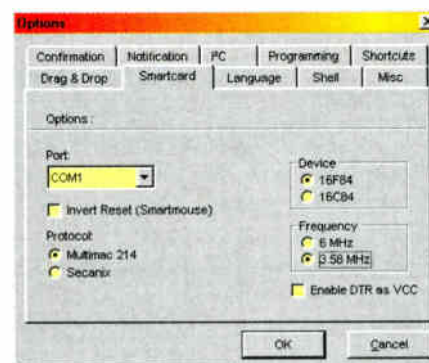 Options
Confirmation Notification I²C Programming Shortcuts
Drag & Drop Smartcard Language Shell Misc
Options :
Port:
COM1
Invert Reset (Smartmouse)
Protocol:
Multimac 214
Secanix
Device
16F84
16C84
Frequency
6 MHz
3.58 MHz
Enable DTR as VCC
OK Cancel